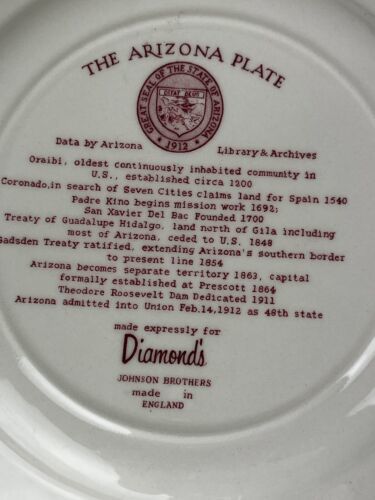 THE ARIZONA PLATE
GREAT SEAL OF THE STATE OF ARIZONA
DITAT DEUS
1912
Data by Arizona Library & Archives
Oraibi, oldest continuously inhabited community in
U.S., established circa 1200
Coronado, in search of Seven Cities claims land for Spain 1540
Padre Kino begins mission work 1692;
San Xavier Del Bac Founded 1700
Treaty of Guadalupe Hidalgo, land north of Gila including
most of Arizona, ceded to U.S. 1848
Gadsden Treaty ratified, extending Arizona's southern border
to present line 1854
Arizona becomes separate territory 1863, capital
formally established at Prescott 1864
Theodore Roosevelt Dam Dedicated 1911
Arizona admitted into Union Feb.14,1912 as 48th state
made expressly for
Diamond's
JOHNSON BROTHERS
made in
ENGLAND